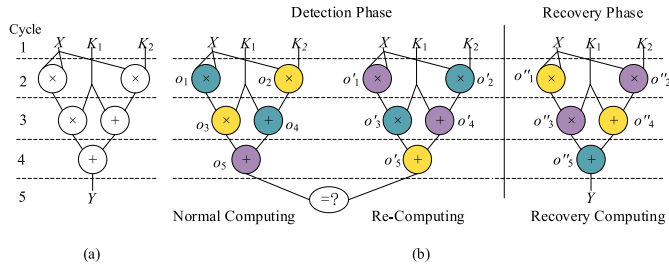 Detection Phase
Recovery Phase
Cycle
1 X K₁ K₂ X K₁ K₂ X K₁ X K₁ K₂
2 × × o₁ × o₂ × o'₁ × × o'₂ o''₁ × × o''₂
3 × + o₃ × + o₄ o'₃ × + o'₄ o''₃ × + o''₄
4 + o₅ + o'₅ + o''₅ +
5 Y =? Y
Normal Computing Re-Computing Recovery Computing
(a) (b)